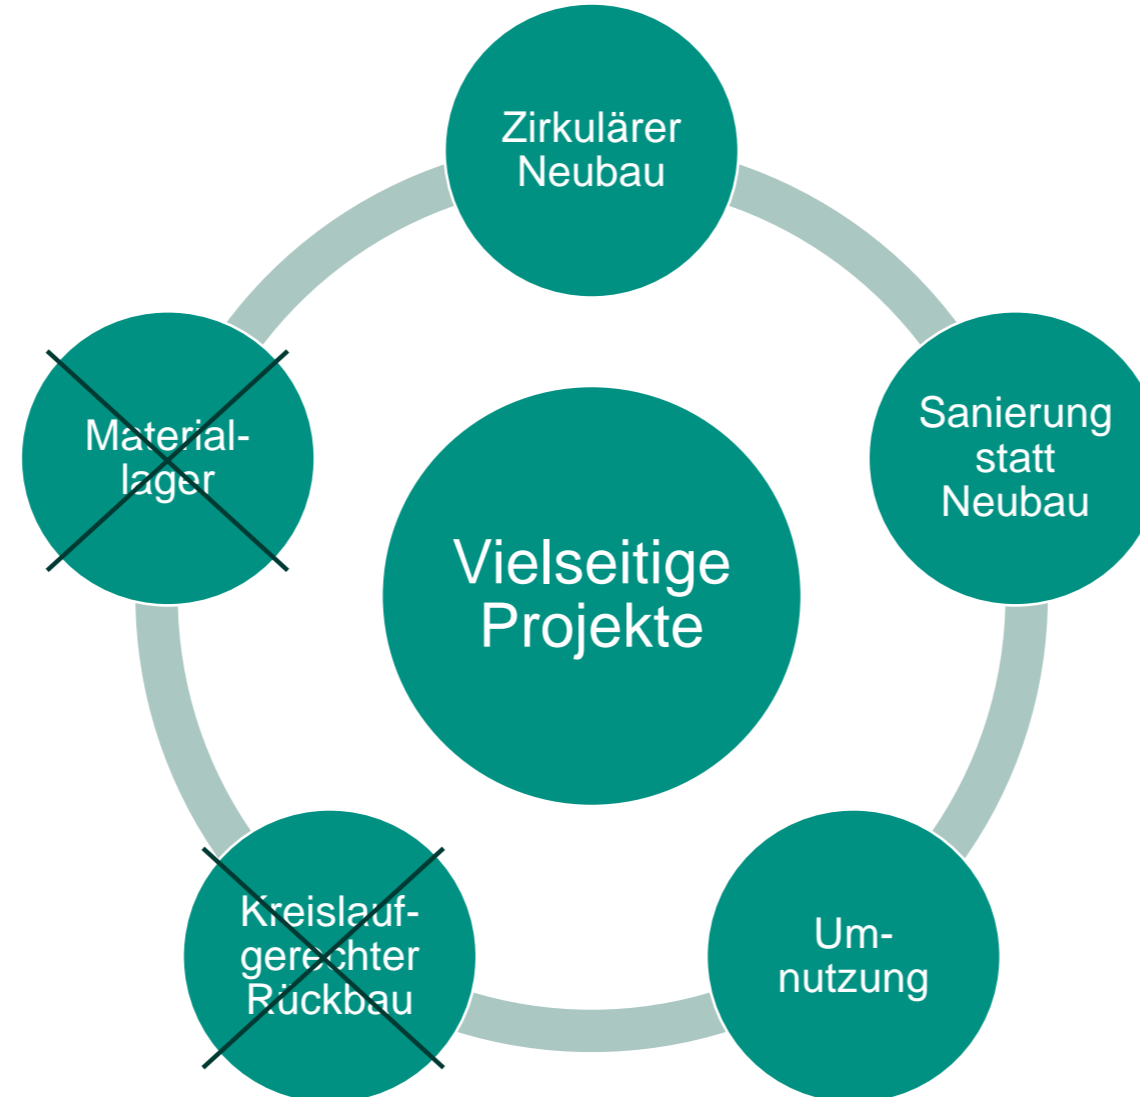 Zirkulärer
Neubau
Sanierung
statt
Neubau
Um-
nutzung
Kreislauf-
gerechter
Rückbau
Material-
lager
Vielseitige
Projekte